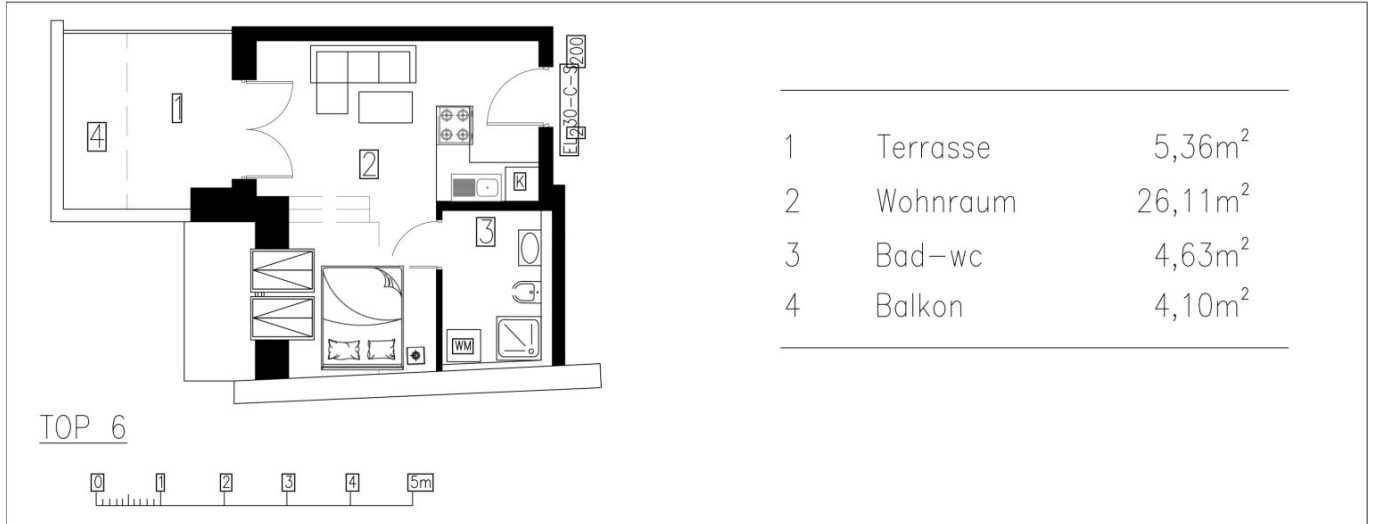 1
4
2
3
K
WM
EL230-C-S200
1 Terrasse 5,36m²
2 Wohnraum 26,11m²
3 Bad-wc 4,63m²
4 Balkon 4,10m²
TOP 6
0 1 2 3 4 5m